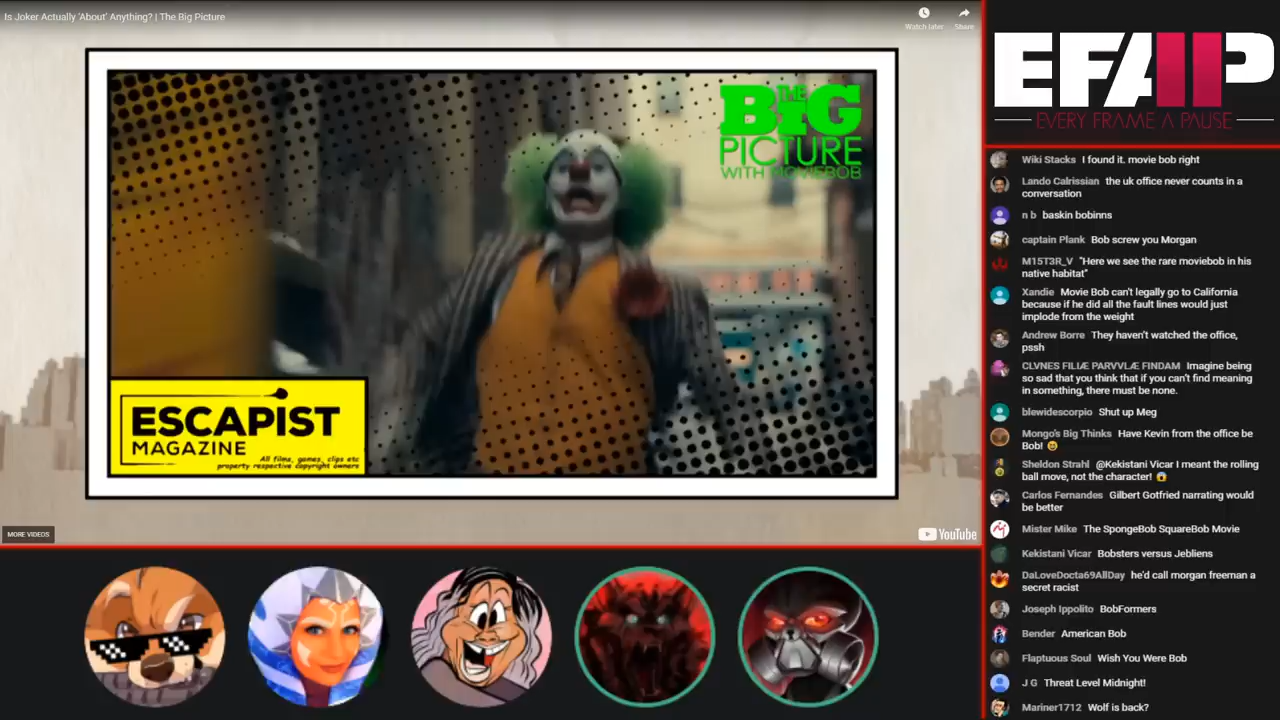 Is Joker Actually 'About' Anything? | The Big Picture
Watch later
Share
THE
BiG
PICTURE
WITH MOVIEBOB
ESCAPIST
MAGAZINE
All films, games, clips etc
property respective copyright owners
MORE VIDEOS
YouTube
EFAP
EVERY FRAME A PAUSE
Wiki Stacks I found it. movie bob right
Lando Calrissian the uk office never counts in a
conversation
n b baskin bobinns
captain Plank Bob screw you Morgan
M15T3R_V "Here we see the rare moviebob in his
native habitat"
Xandie Movie Bob can't legally go to California
because if he did all the fault lines would just
implode from the weight
Andrew Borre They haven't watched the office,
pssh
CLVNES FILIÆ PARVVLÆ FINDAM Imagine being
so sad that you think that if you can't find meaning
in something, there must be none.
blewidescorpio Shut up Meg
Mongo's Big Thinks Have Kevin from the office be
Bob! 😆
Sheldon Strahl @Kekistani Vicar I meant the rolling
ball move, not the character! 😱
Carlos Fernandes Gilbert Gotfried narrating would
be better
Mister Mike The SpongeBob SquareBob Movie
Kekistani Vicar Bobsters versus Jebliens
DaLoveDocta69AllDay he'd call morgan freeman a
secret racist
Joseph Ippolito BobFormers
Bender American Bob
Flaptuous Soul Wish You Were Bob
J G Threat Level Midnight!
Mariner1712 Wolf is back?